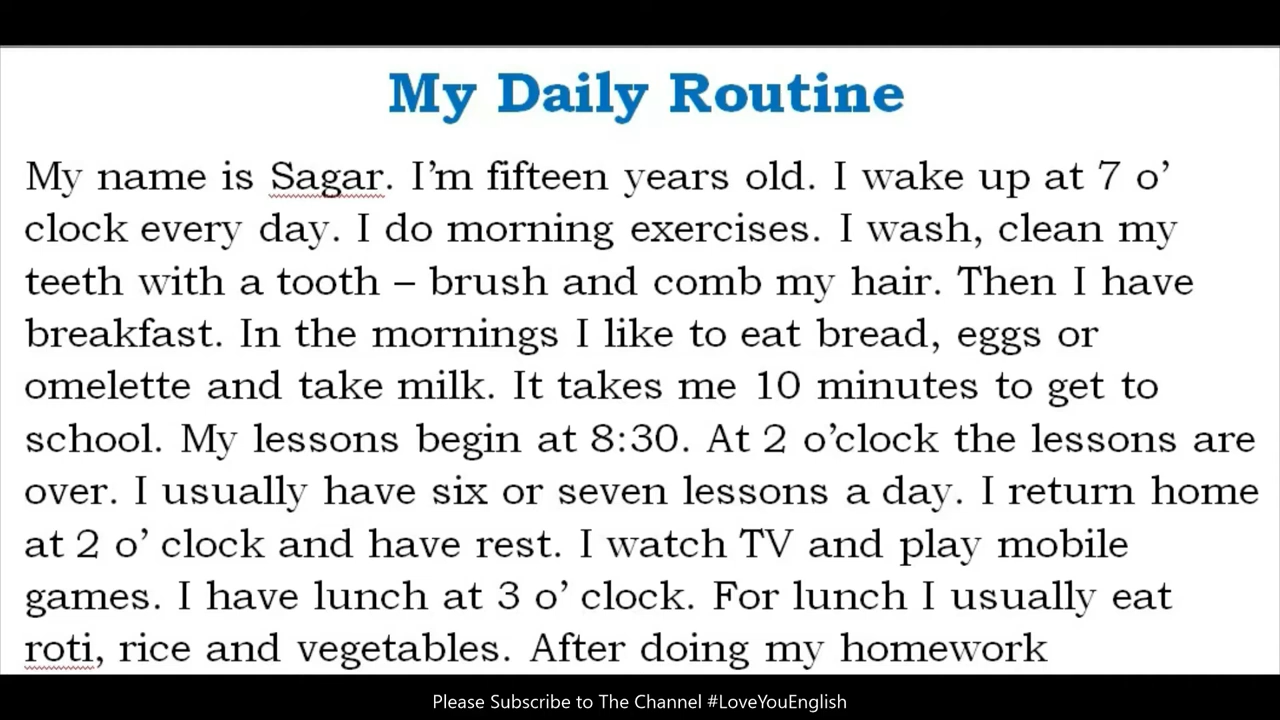 My Daily Routine
My name is Sagar. I’m fifteen years old. I wake up at 7 o’
clock every day. I do morning exercises. I wash, clean my
teeth with a tooth – brush and comb my hair. Then I have
breakfast. In the mornings I like to eat bread, eggs or
omelette and take milk. It takes me 10 minutes to get to
school. My lessons begin at 8:30. At 2 o’clock the lessons are
over. I usually have six or seven lessons a day. I return home
at 2 o’ clock and have rest. I watch TV and play mobile
games. I have lunch at 3 o’ clock. For lunch I usually eat
roti, rice and vegetables. After doing my homework
Please Subscribe to The Channel #LoveYouEnglish